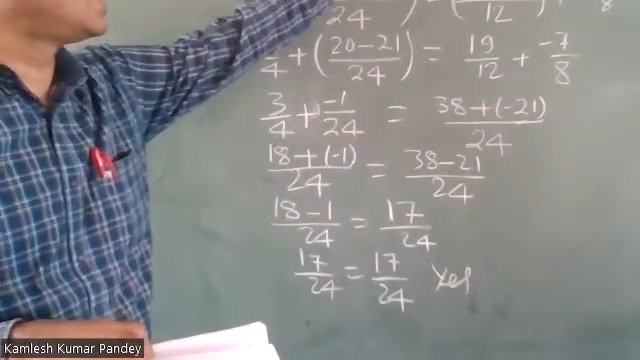 24 12 8
4 + (20-21/24) = 19/12 + -7/8
3/4 + -1/24 = 38+(-21)/24
18+(-1)/24 = 38-21/24
18-1/24 = 17/24
17/24 = 17/24 Yes
Kamlesh Kumar Pandey